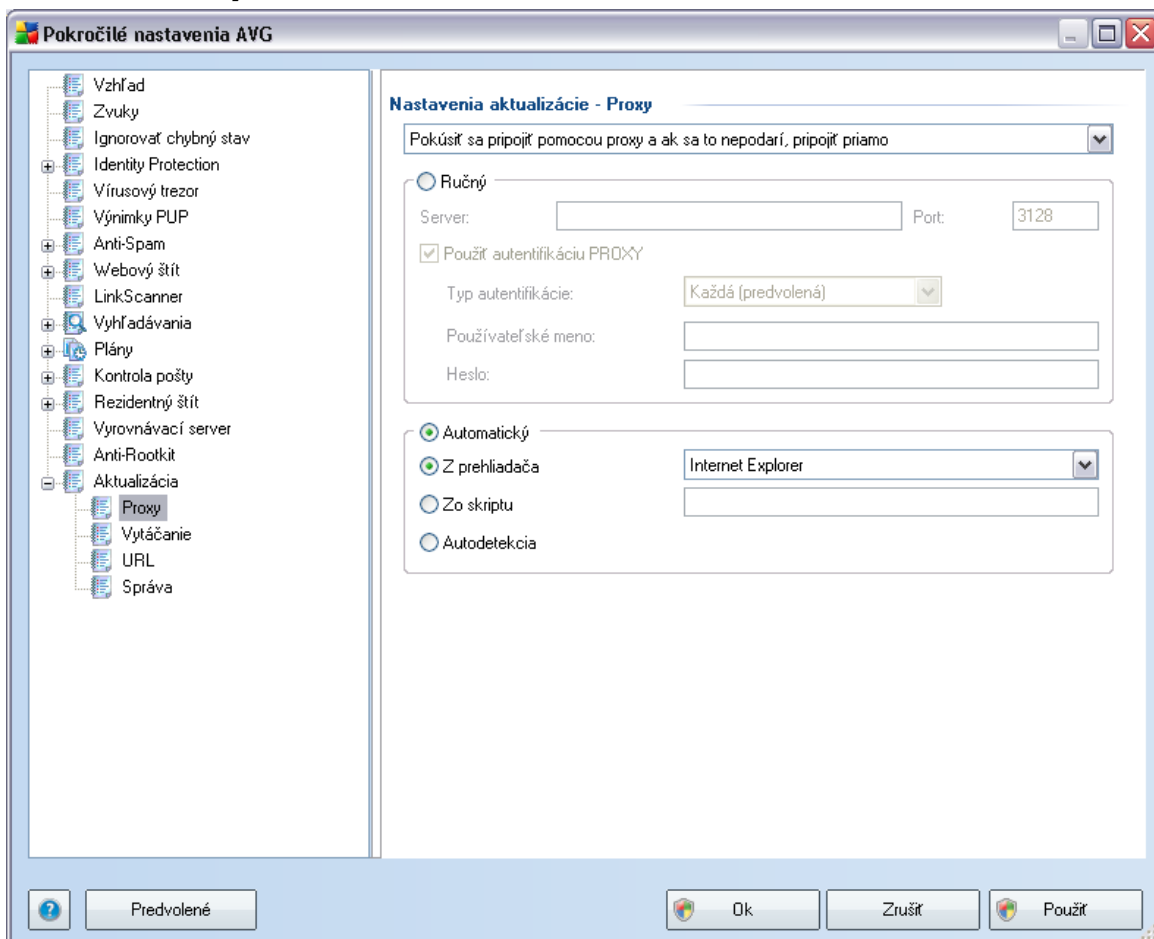 Pokročilé nastavenia AVG
Vzhľad
Zvuky
Ignorovať chybný stav
Identity Protection
Vírusový trezor
Výnimky PUP
Anti-Spam
Webový štít
LinkScanner
Vyhľadávania
Plány
Kontrola pošty
Rezidentný štít
Vyrovnávací server
Anti-Rootkit
Aktualizácia
Proxy
Vytáčanie
URL
Správa
Nastavenia aktualizácie - Proxy
Pokúsiť sa pripojiť pomocou proxy a ak sa to nepodarí, pripojiť priamo
Ručný
Server: Port: 3128
Použiť autentifikáciu PROXY
Typ autentifikácie: Každá (predvolená)
Používateľské meno:
Heslo:
Automatický
Z prehliadača Internet Explorer
Zo skriptu
Autodetekcia
Predvolené Ok Zrušiť Použiť